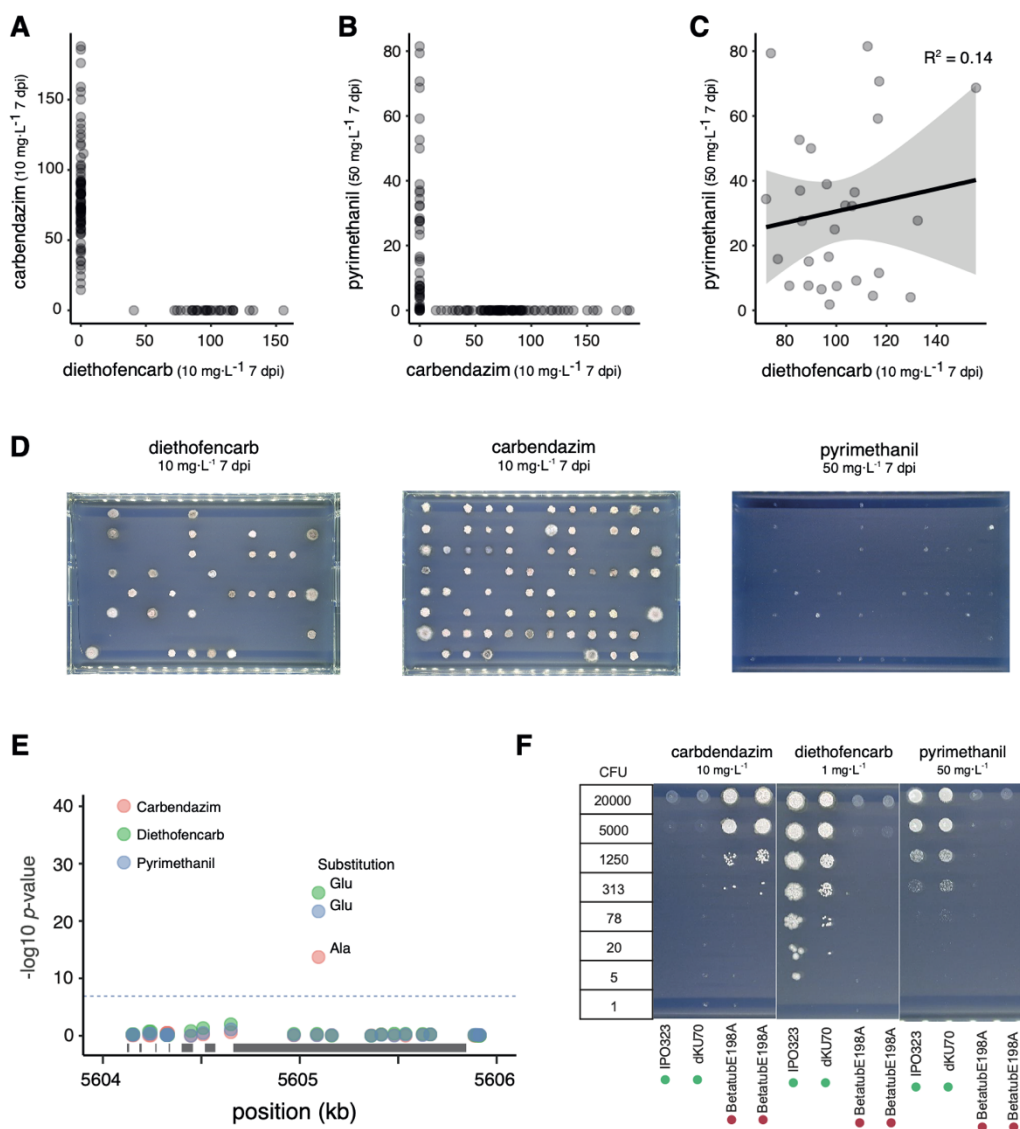 A
carbendazim (10 mg·L⁻¹ 7 dpi)
150
100
50
0
0 50 100 150
diethofencarb (10 mg·L⁻¹ 7 dpi)
B
pyrimethanil (50 mg·L⁻¹ 7 dpi)
80
60
40
20
0
0 50 100 150
carbendazim (10 mg·L⁻¹ 7 dpi)
C
R² = 0.14
pyrimethanil (50 mg·L⁻¹ 7 dpi)
80
60
40
20
0
80 100 120 140
diethofencarb (10 mg·L⁻¹ 7 dpi)
D
diethofencarb
10 mg·L⁻¹ 7 dpi
carbendazim
10 mg·L⁻¹ 7 dpi
pyrimethanil
50 mg·L⁻¹ 7 dpi
E
-log10 p-value
40
30
20
10
0
Carbendazim
Diethofencarb
Pyrimethanil
Substitution
Glu
Glu
Ala
5604 5605 5606
position (kb)
F
carbdendazim
10 mg·L⁻¹
diethofencarb
1 mg·L⁻¹
pyrimethanil
50 mg·L⁻¹
CFU
20000
5000
1250
313
78
20
5
1
IPO323
dKU70
BetatubE198A
BetatubE198A
IPO323
dKU70
BetatubE198A
BetatubE198A
IPO323
dKU70
BetatubE198A
BetatubE198A